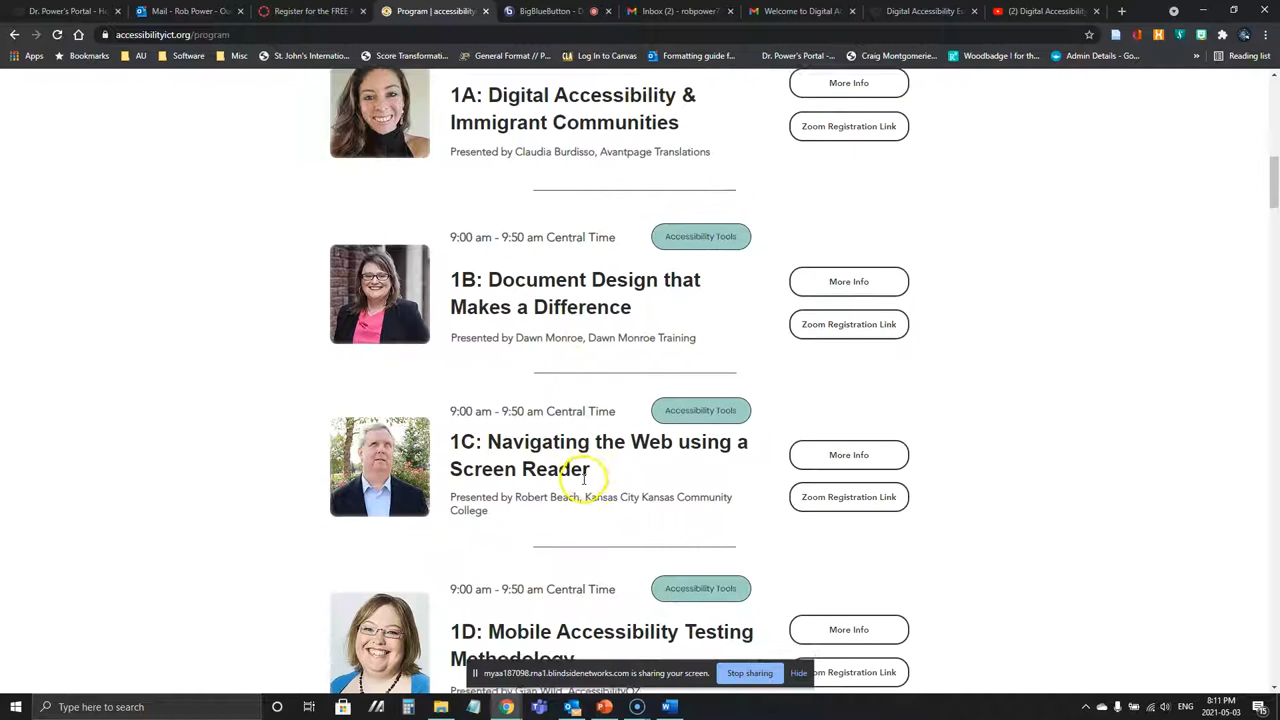 Dr. Power's Portal - H
Mail - Rob Power - O
Register for the FREE
Program | accessibility
BigBlueButton - D
Inbox (2) - robpower7
Welcome to Digital A
Digital Accessibility E
(2) Digital Accessibility
accessibilityict.org/program
Apps
Bookmarks
AU
Sutton
Misc
St. John's Internatio...
Score Transformatio...
General Format // P...
Log In to Canvas
Formatting guide for
Dr. Power's Portal -...
Craig Montgomerie...
Woodbadge I (in pr...
Admin Details - Go...
Reading list
1A: Digital Accessibility &
Immigrant Communities
Presented by Claudia Burdisso, Avantpage Translations
More Info
Zoom Registration Link
9:00 am - 9:50 am Central Time
Accessibility Tools
1B: Document Design that
Makes a Difference
Presented by Dawn Monroe, Dawn Monroe Training
More Info
Zoom Registration Link
9:00 am - 9:50 am Central Time
Accessibility Tools
1C: Navigating the Web using a
Screen Reader
Presented by Robert Beach, Kansas City Kansas Community
College
More Info
Zoom Registration Link
9:00 am - 9:50 am Central Time
Accessibility Tools
1D: Mobile Accessibility Testing
Methodology
Presented by Gian Wild, AccessibilityOZ
More Info
om Registration Link
myaa187098.rna1.blindsidenetworks.com is sharing your screen.
Stop sharing
Hide
Type here to search
ENG
8:11 PM
2021-05-03